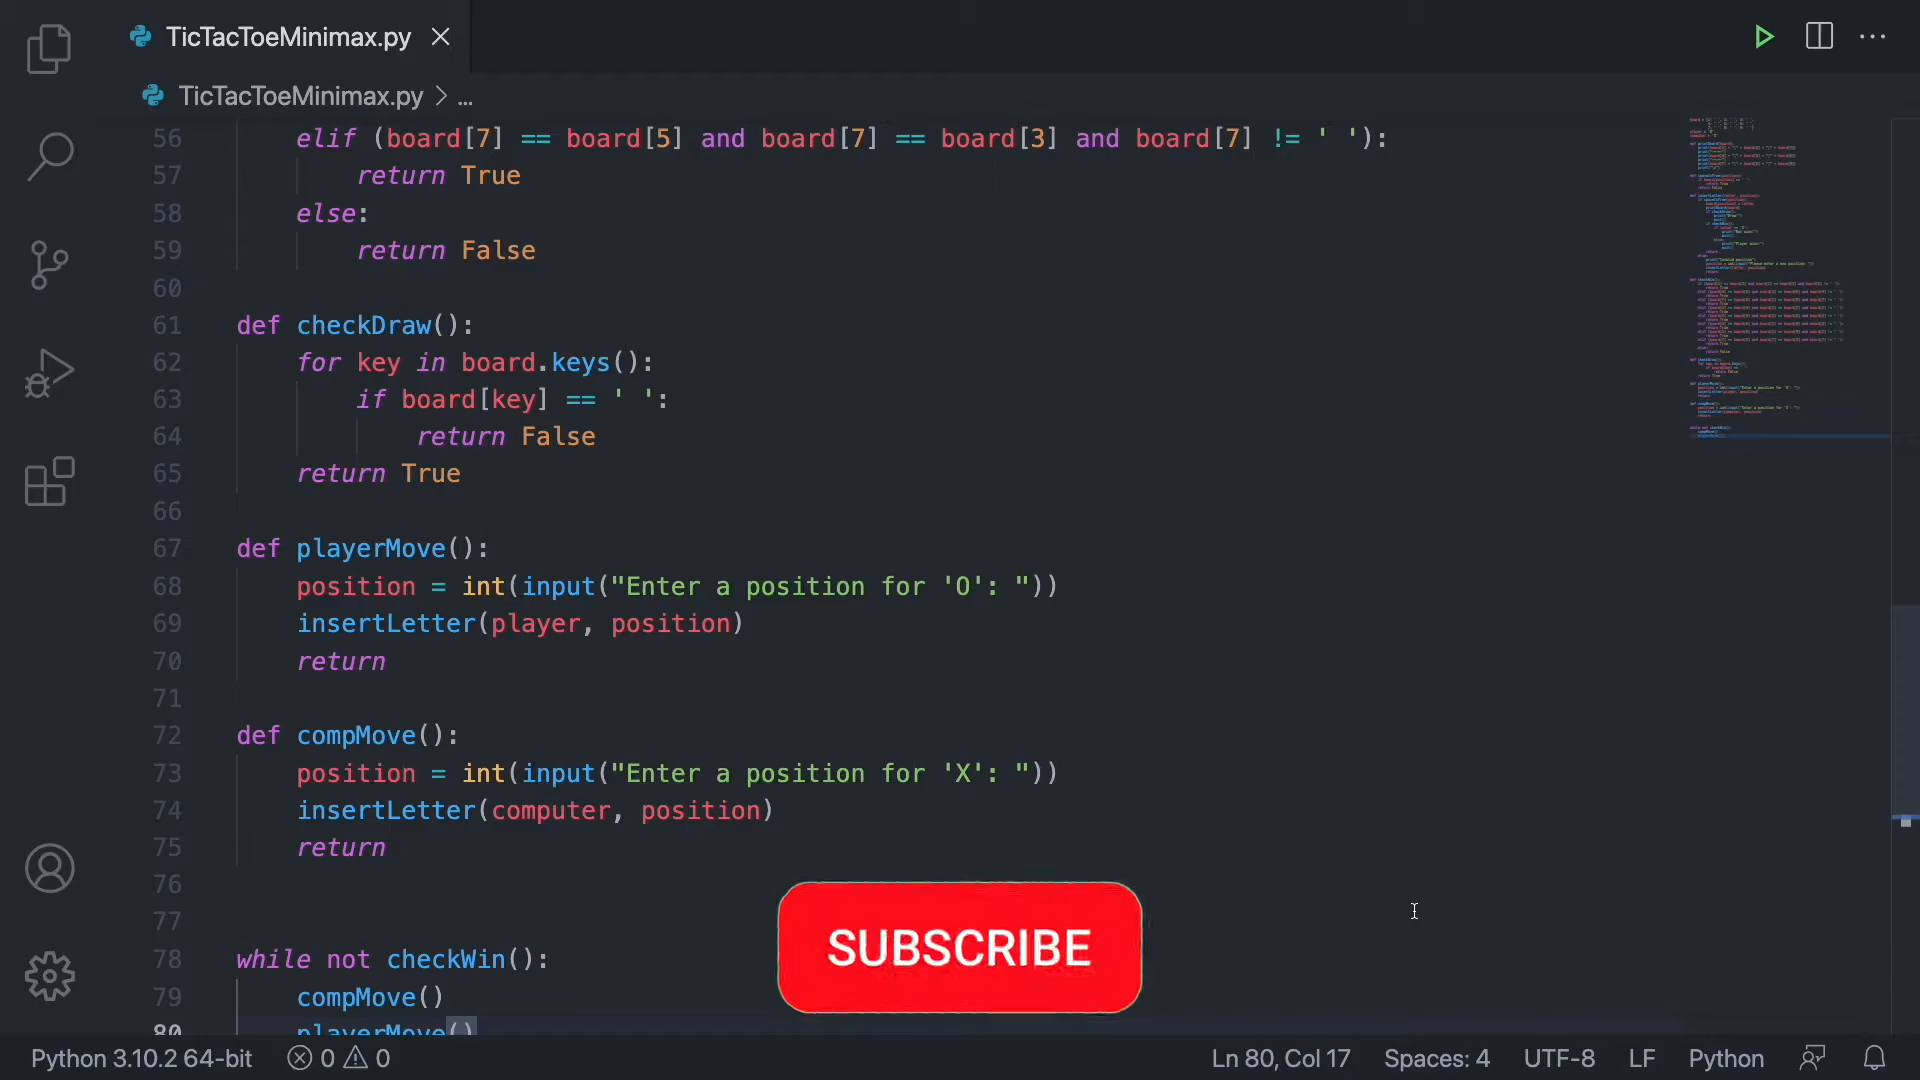 TicTacToeMinimax.py
TicTacToeMinimax.py > ...
56 elif (board[7] == board[5] and board[7] == board[3] and board[7] != ' '):
57 return True
58 else:
59 return False
60
61 def checkDraw():
62 for key in board.keys():
63 if board[key] == ' ':
64 return False
65 return True
66
67 def playerMove():
68 position = int(input("Enter a position for 'O': "))
69 insertLetter(player, position)
70 return
71
72 def compMove():
73 position = int(input("Enter a position for 'X': "))
74 insertLetter(computer, position)
75 return
76
77
78 while not checkWin():
79 compMove()
80 playerMove()
SUBSCRIBE
Python 3.10.2 64-bit 0 0 Ln 80, Col 17 Spaces: 4 UTF-8 LF Python